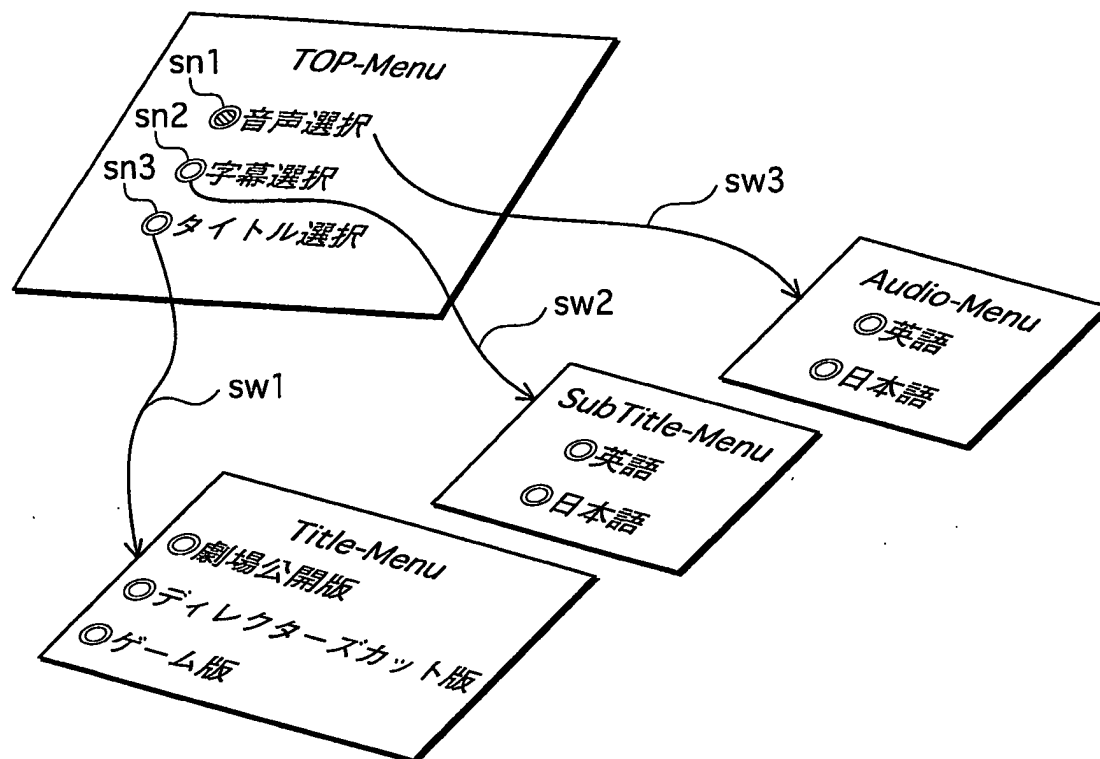 TOP-Menu
sn1
音声選択
sn2
字幕選択
sn3
タイトル選択
sw3
sw2
sw1
Audio-Menu
英語
日本語
SubTitle-Menu
英語
日本語
Title-Menu
劇場公開版
ディレクターズカット版
ゲーム版